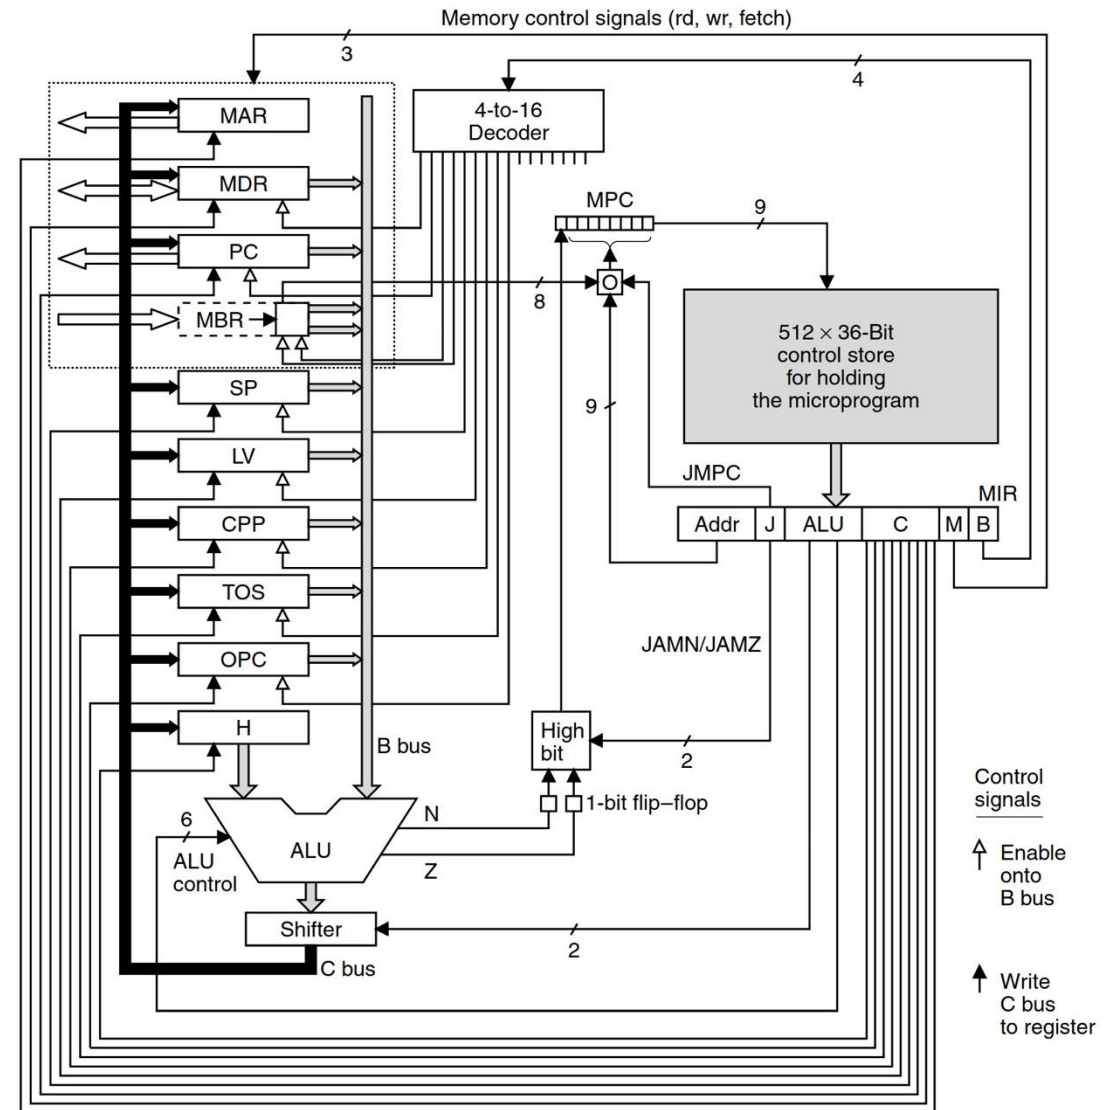 Memory control signals (rd, wr, fetch)
3
4
MAR
4-to-16
Decoder
MDR
MPC
9
PC
8
O
MBR
512 × 36-Bit
control store
for holding
the microprogram
SP
9
LV
JMPC
MIR
Addr J ALU C M B
CPP
TOS
JAMN/JAMZ
OPC
H
High
bit
B bus
2
Control
signals
1-bit flip–flop
N
6
ALU
control
ALU
Z
Enable
onto
B bus
Shifter
2
C bus
Write
C bus
to register